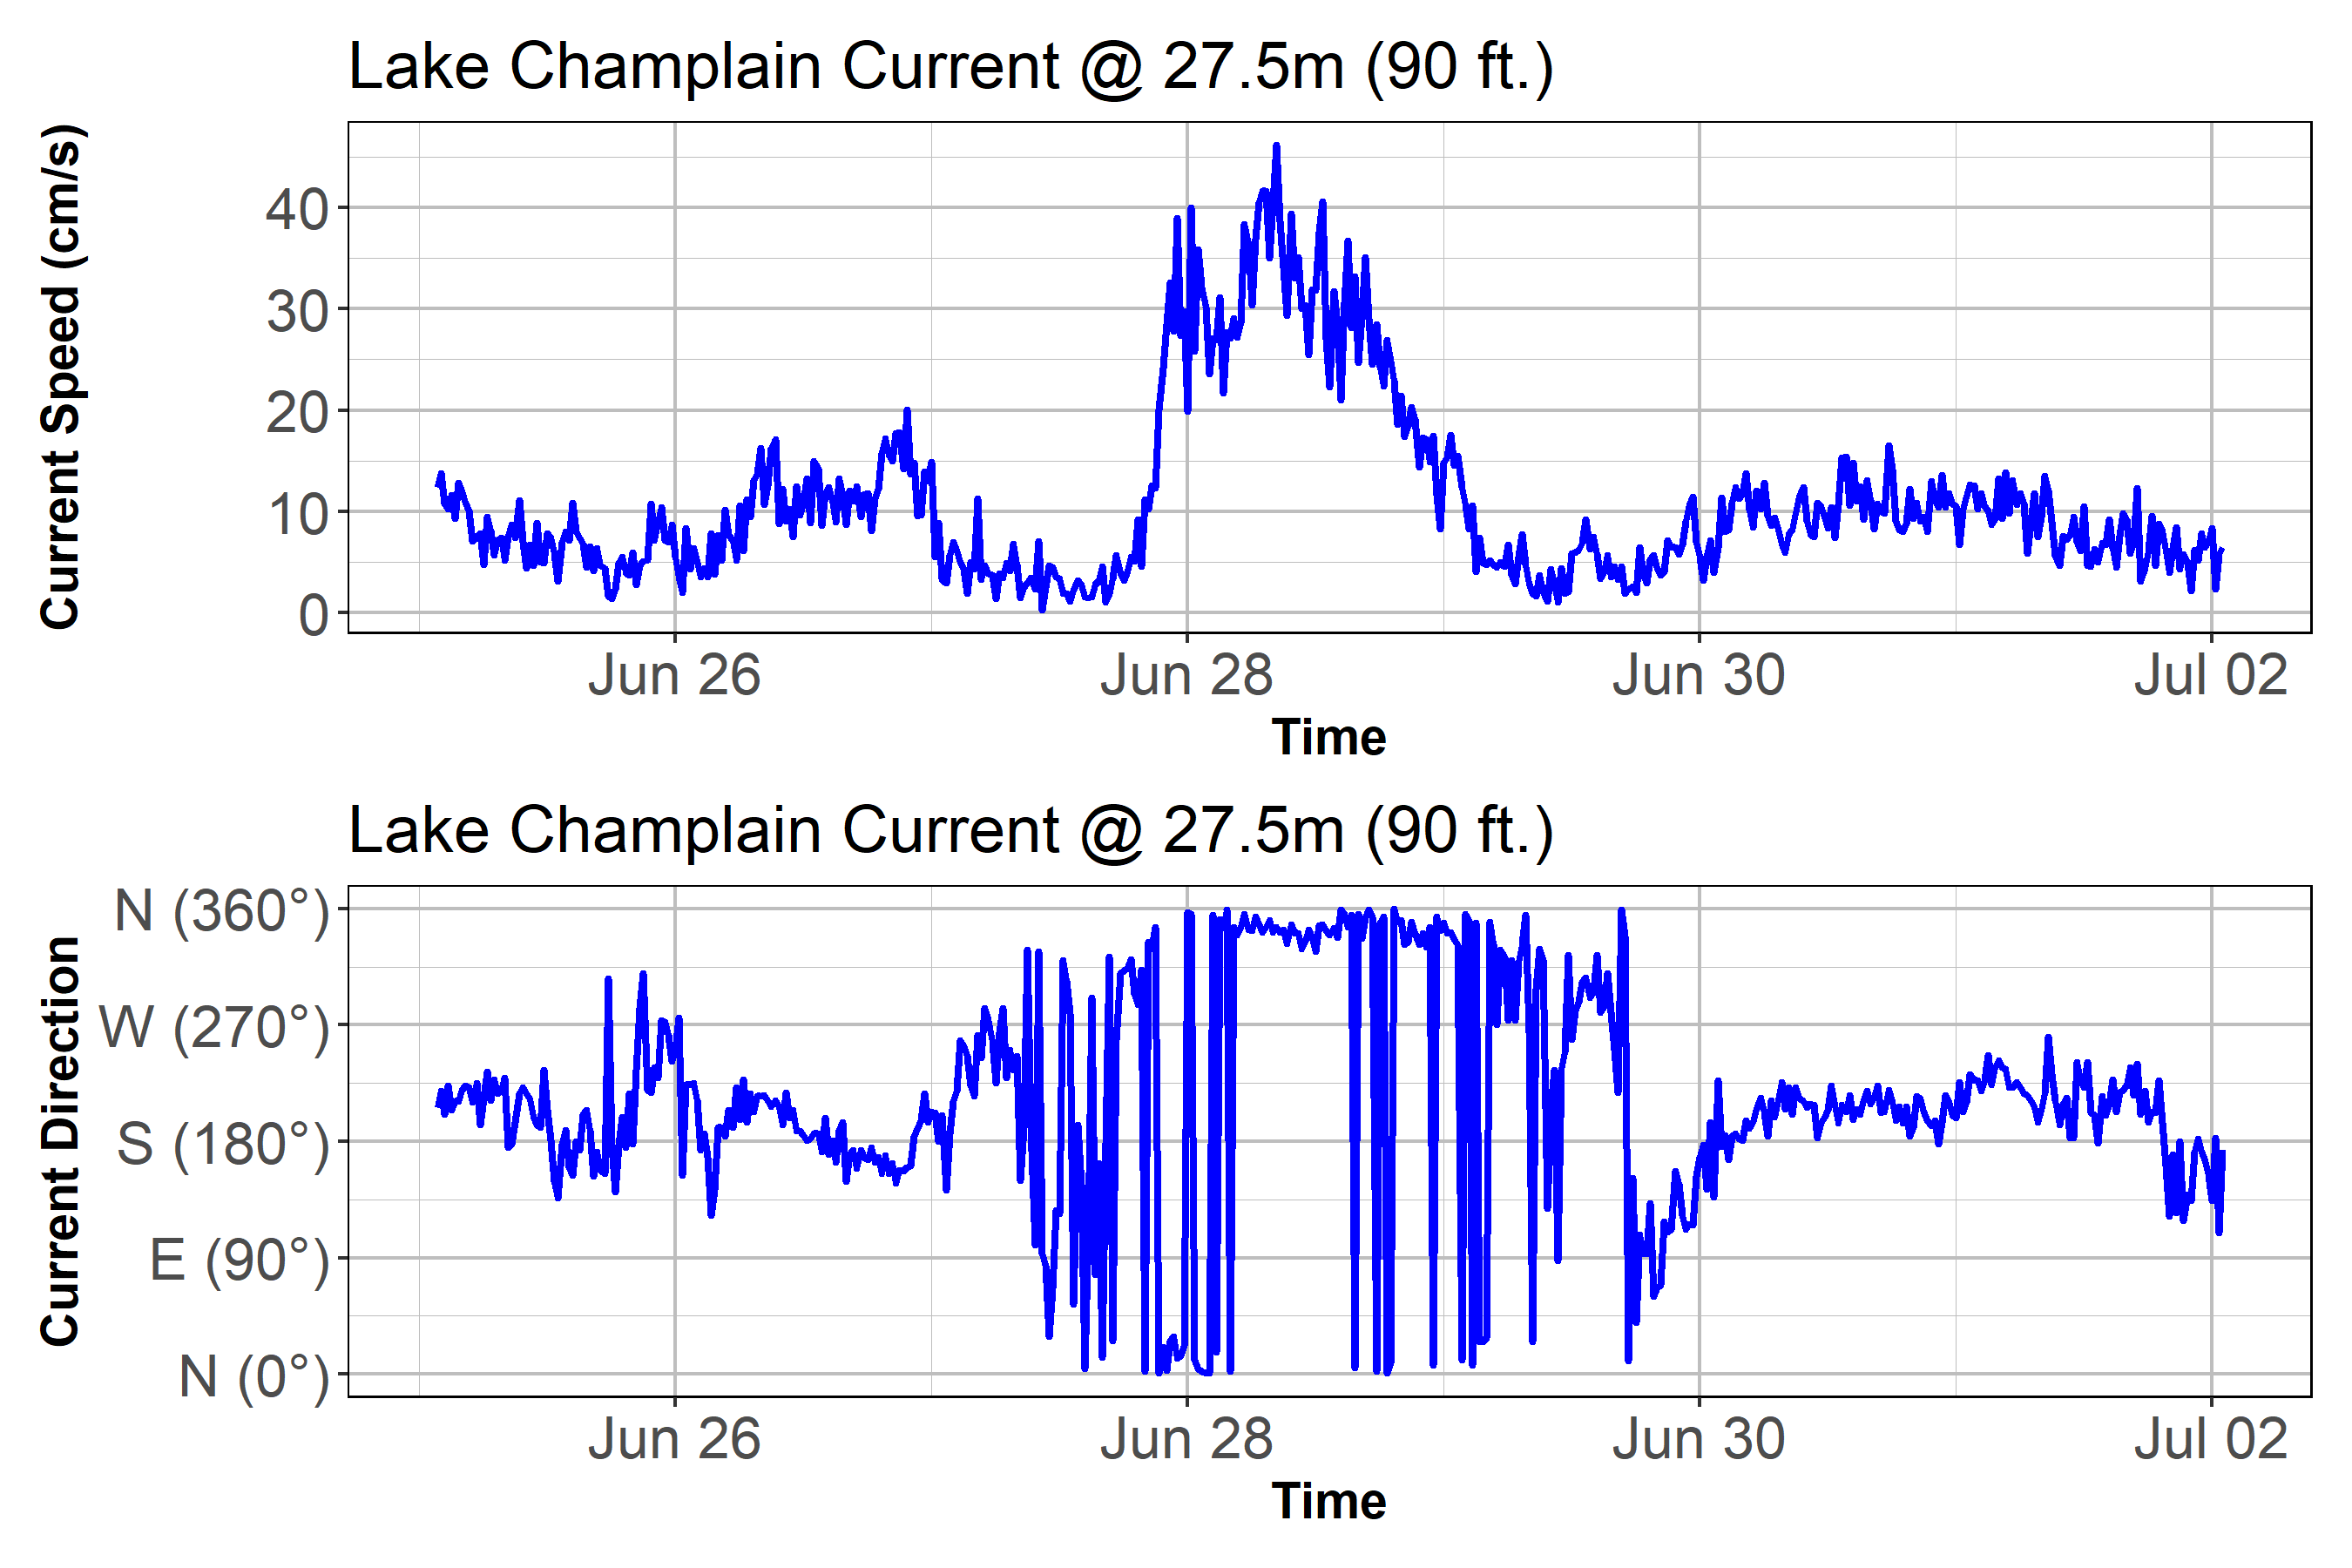 Lake Champlain Current @ 27.5m (90 ft.)
Current Speed (cm/s)
40
30
20
10
0
Jun 26 Jun 28 Jun 30 Jul 02
Time
Lake Champlain Current @ 27.5m (90 ft.)
Current Direction
N (360°)
W (270°)
S (180°)
E (90°)
N (0°)
Jun 26 Jun 28 Jun 30 Jul 02
Time